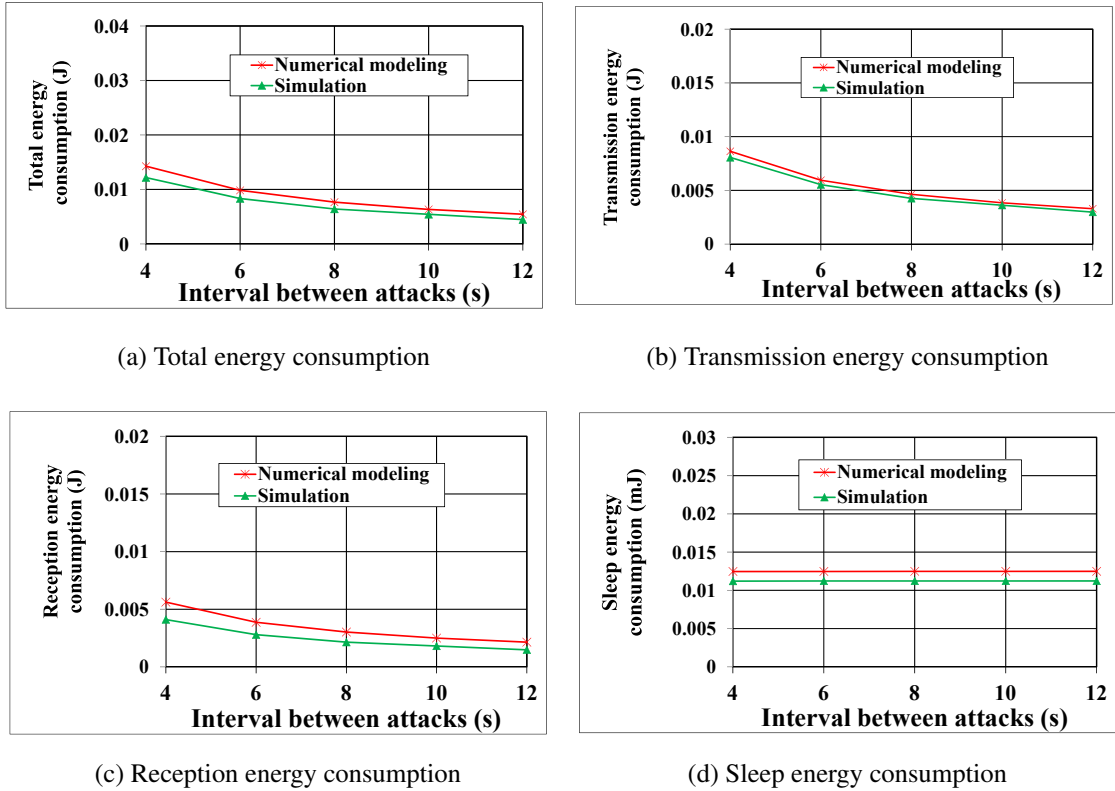 Total energy
consumption (J)
0.04
0.03
0.02
0.01
0
Numerical modeling
Simulation
4 6 8 10 12
Interval between attacks (s)
(a) Total energy consumption
Transmission energy
consumption (J)
0.02
0.015
0.01
0.005
0
Numerical modeling
Simulation
4 6 8 10 12
Interval between attacks (s)
(b) Transmission energy consumption
Reception energy
consumption (J)
0.02
0.015
0.01
0.005
0
Numerical modeling
Simulation
4 6 8 10 12
Interval between attacks (s)
(c) Reception energy consumption
Sleep energy
consumption (mJ)
0.03
0.025
0.02
0.015
0.01
0.005
0
Numerical modeling
Simulation
4 6 8 10 12
Interval between attacks (s)
(d) Sleep energy consumption